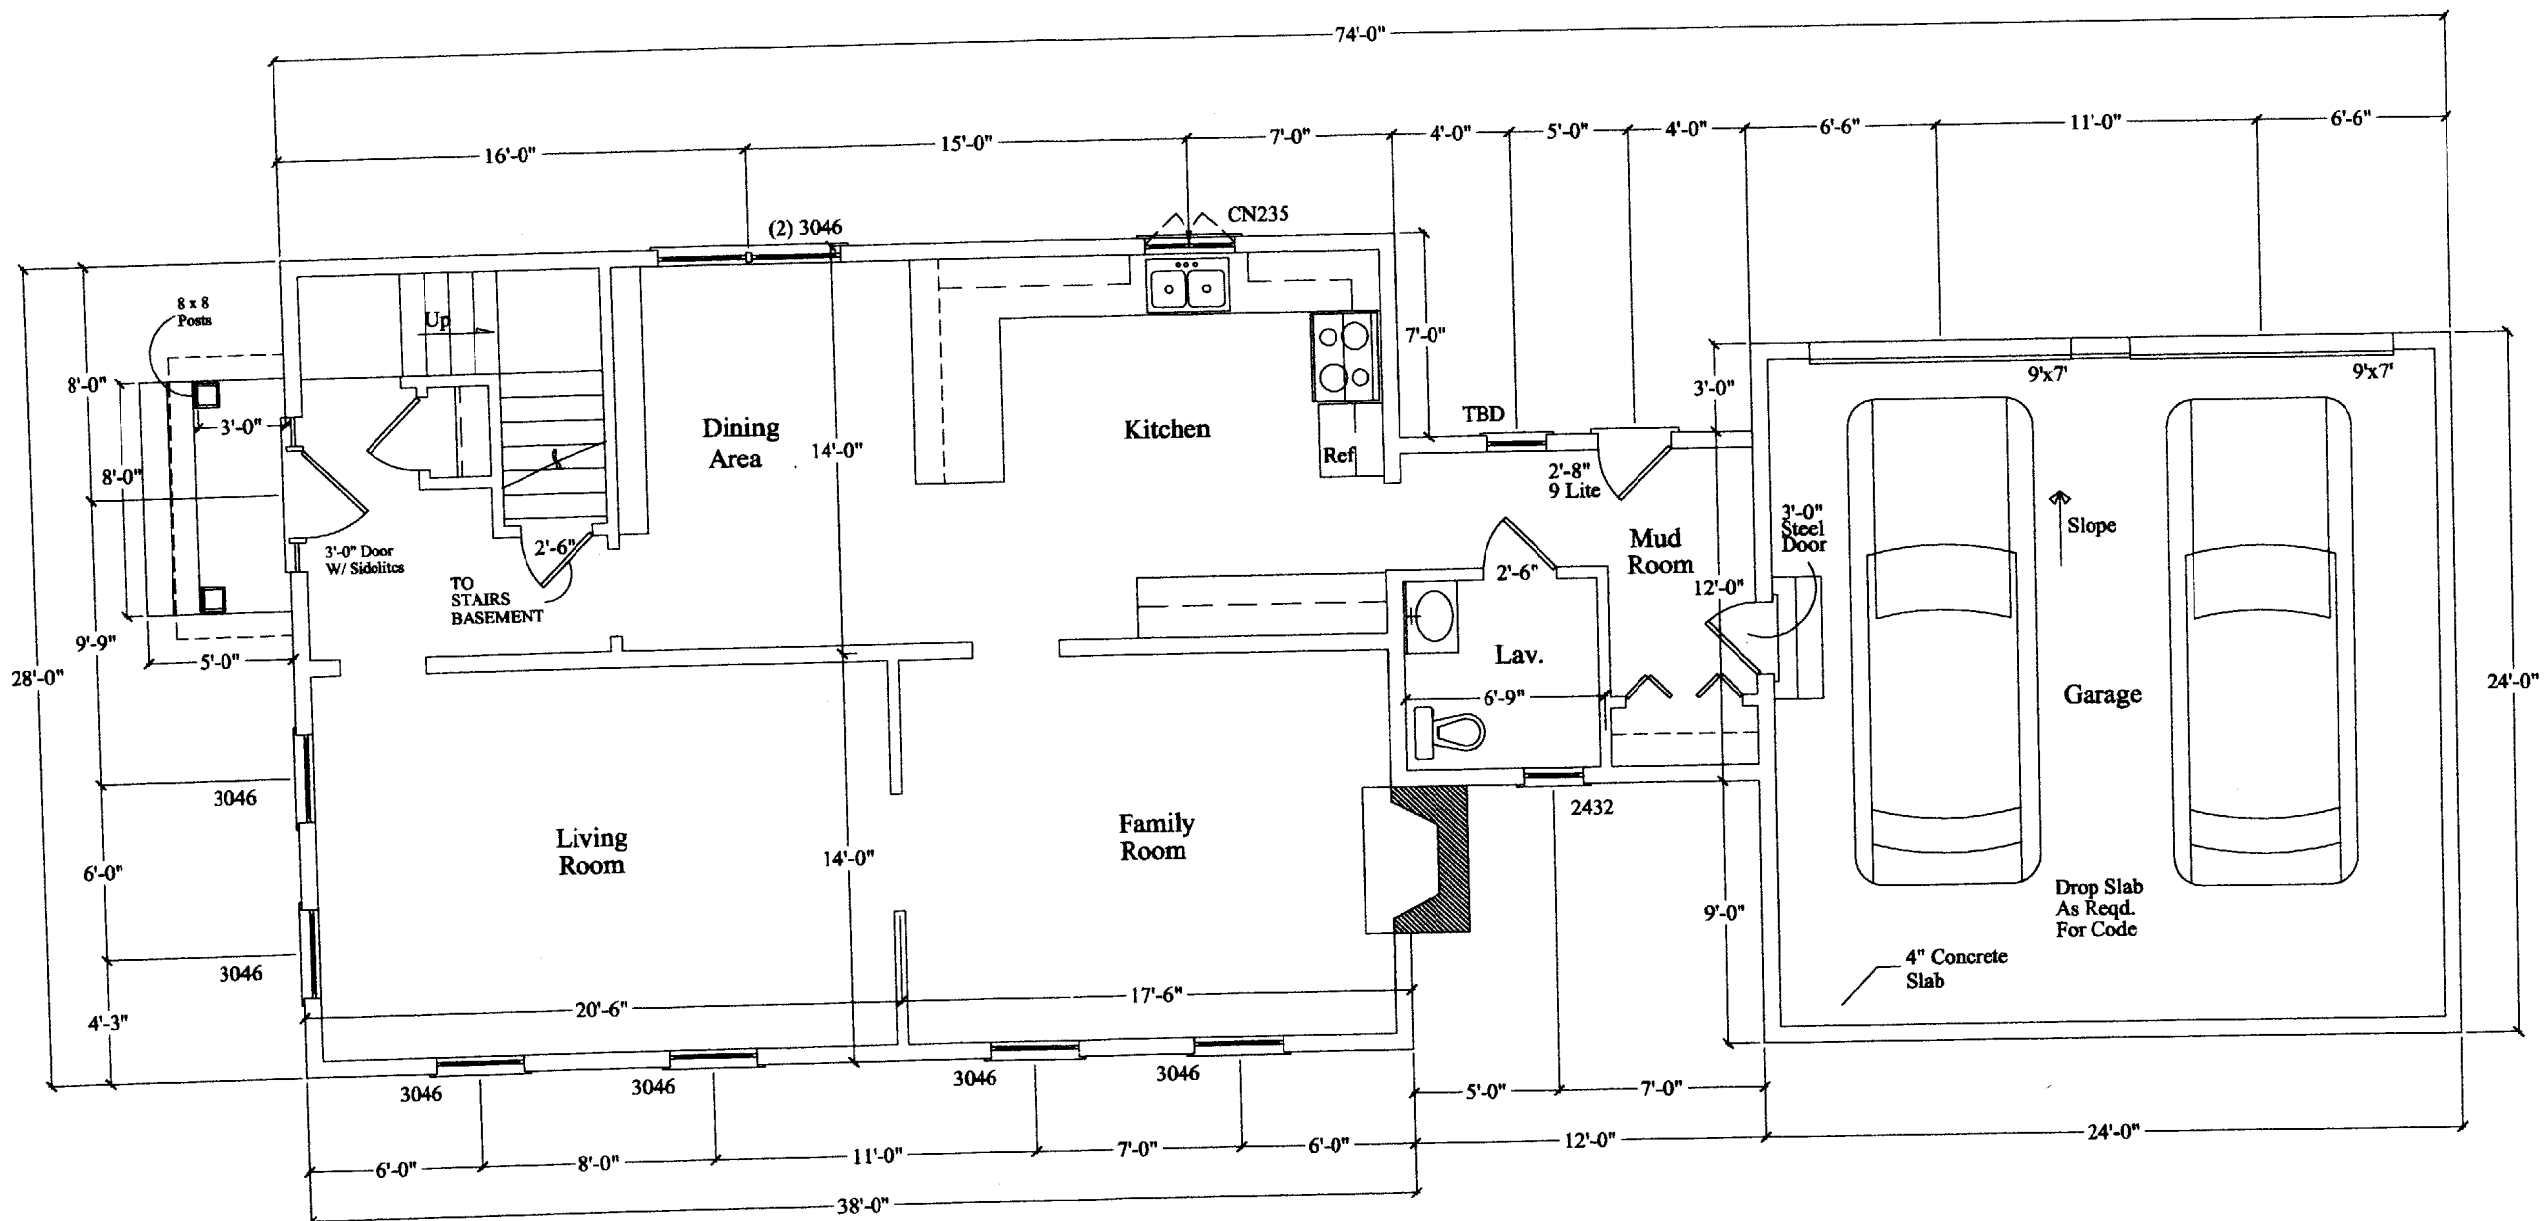 74'-0"
16'-0"
15'-0"
7'-0"
4'-0"
5'-0"
4'-0"
6'-6"
11'-0"
6'-6"
(2) 3046
CN235
8 x 8
Posts
Up
8'-0"
3'-0"
8'-0"
Dining
Area
14'-0"
Kitchen
7'-0"
Ref
TBD
2'-8"
9 Lite
3'-0"
9'x7'
9'x7'
3'-0" Door
W/ Sidelites
2'-6"
TO
STAIRS
BASEMENT
2'-6"
Mud
Room
3'-0"
Steel
Door
12'-0"
Slope
9'-9"
5'-0"
28'-0"
Lav.
6'-9"
Garage
24'-0"
3046
2432
Living
Room
14'-0"
Family
Room
6'-0"
9'-0"
Drop Slab
As Reqd.
For Code
4" Concrete
Slab
3046
4'-3"
20'-6"
17'-6"
3046
3046
3046
3046
5'-0"
7'-0"
6'-0"
8'-0"
11'-0"
7'-0"
6'-0"
12'-0"
24'-0"
38'-0"